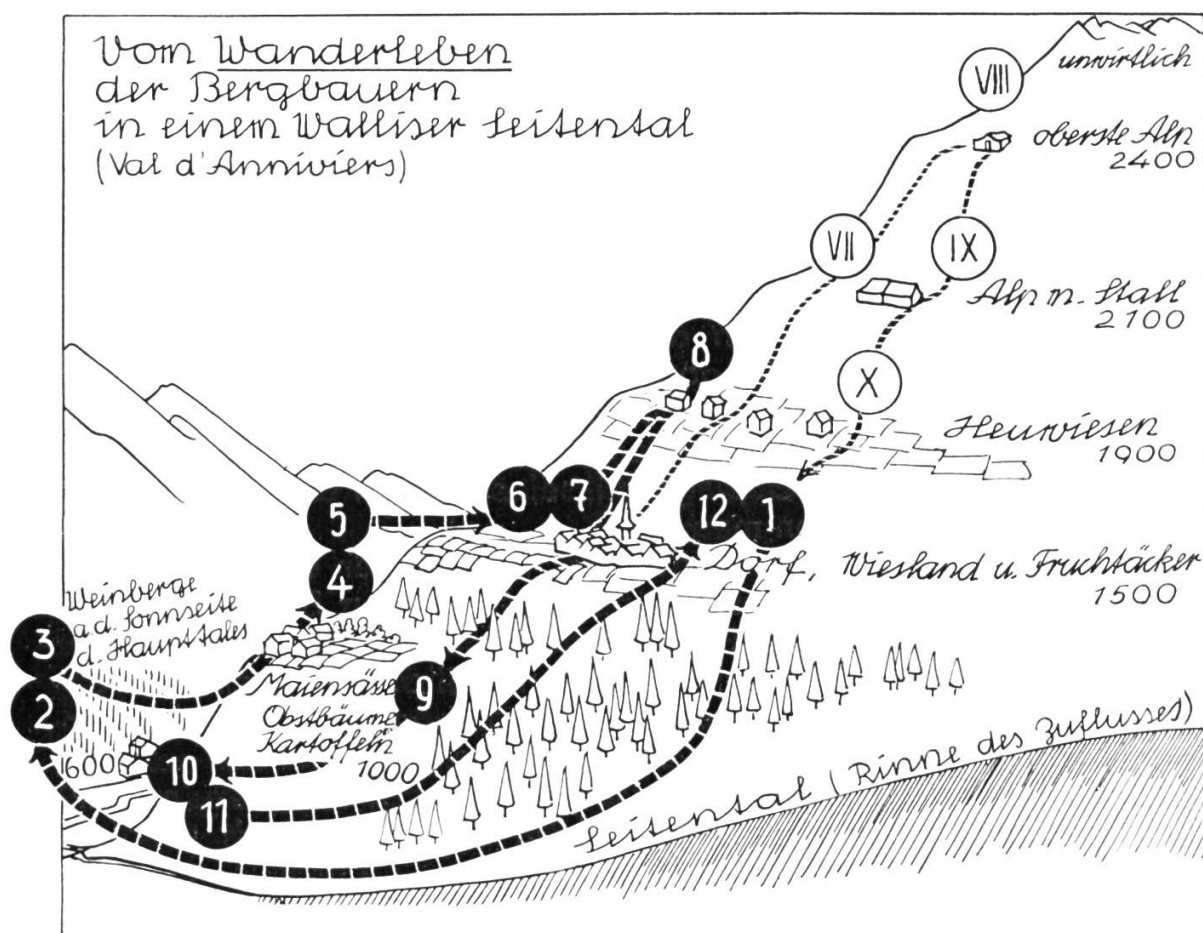 Vom Wanderleben
der Bergbauern
in einem Walliser Seitental
(Val d'Anniviers)
unwirtlich
VIII
oberste Alp
2400
VII
IX
Alp m. Stall
2100
8
X
Heuwiesen
1900
6
7
12
1
5
4
Dorf, Wiesland u. Fruchtäcker
1500
Weinberge
a.d. Sonnseite
d. Haupttales
3
2
Maiensässe
Obstbäume
Kartoffeln
1000
9
1600
10
11
Seitental (Rinne des Zuflusses)